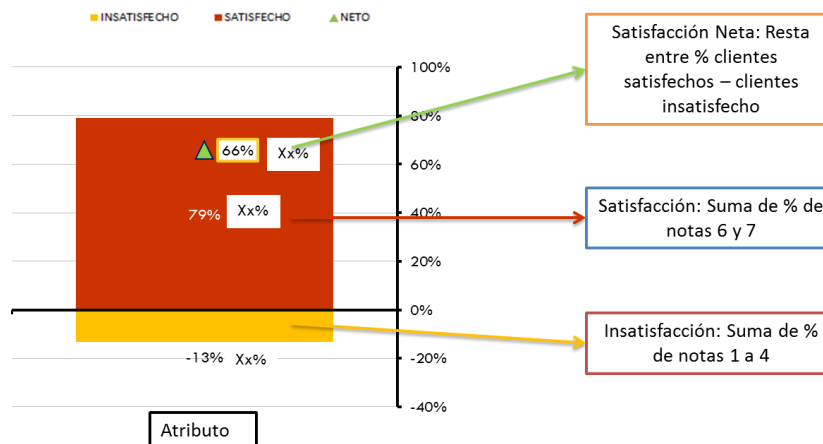 INSATISFECHO SATISFECHO NETO
100%
80%
60%
40%
20%
0%
-20%
-40%
66% Xx%
79% Xx%
-13% Xx%
Atributo
Satisfacción Neta: Resta
entre % clientes
satisfechos – clientes
insatisfecho
Satisfacción: Suma de % de
notas 6 y 7
Insatisfacción: Suma de %
de notas 1 a 4